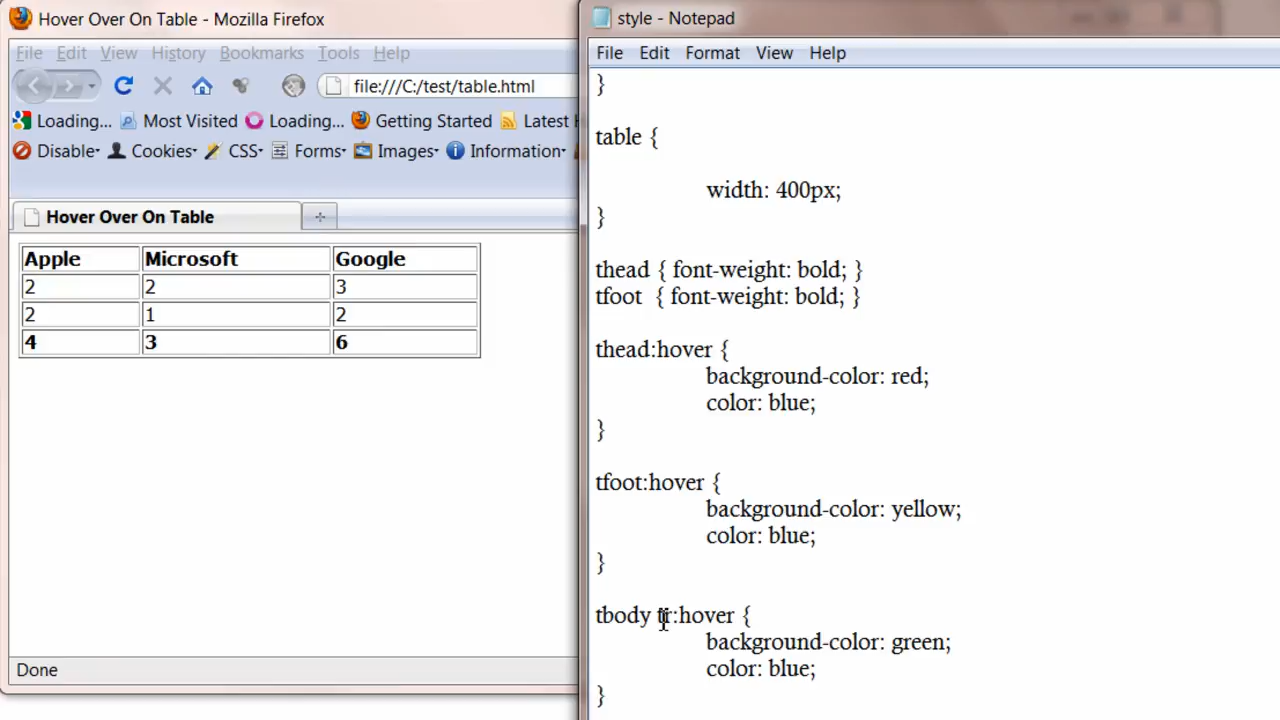 Hover Over On Table - Mozilla Firefox
File Edit View History Bookmarks Tools Help
file:///C:/test/table.html
Loading... Most Visited Loading... Getting Started Latest
Disable Cookies CSS Forms Images Information
Hover Over On Table
Apple Microsoft Google
2 2 3
2 1 2
4 3 6
Done
style - Notepad
File Edit Format View Help
}
table {
width: 400px;
}
thead { font-weight: bold; }
tfoot { font-weight: bold; }
thead:hover {
background-color: red;
color: blue;
}
tfoot:hover {
background-color: yellow;
color: blue;
}
tbody tr:hover {
background-color: green;
color: blue;
}